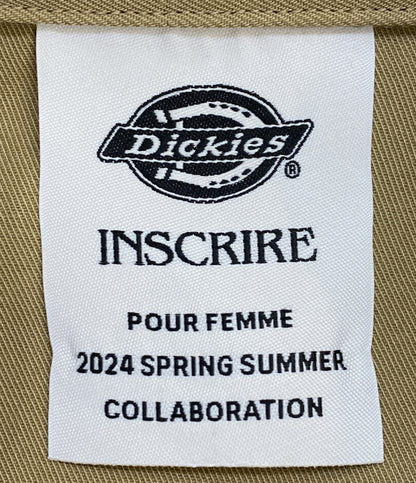 Dickies®
INSCRIRE
POUR FEMME
2024 SPRING SUMMER
COLLABORATION